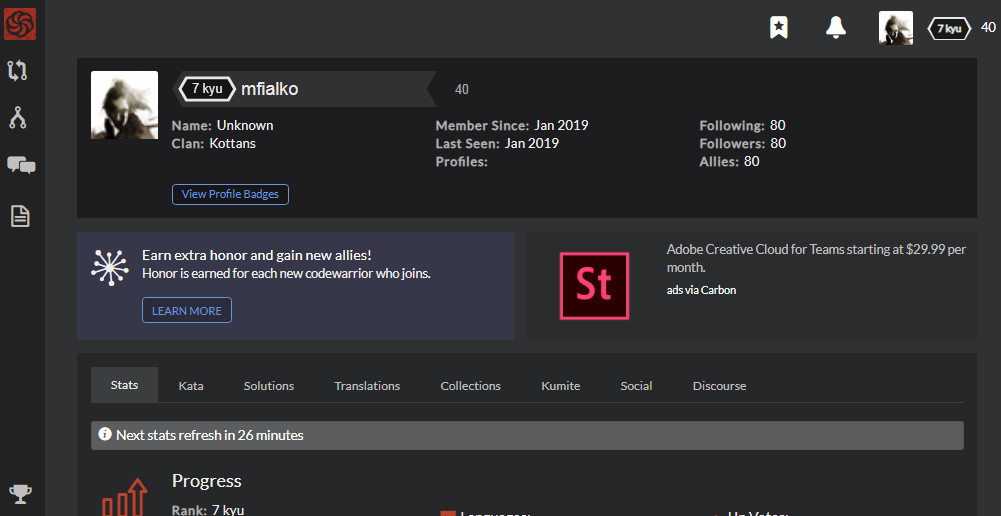 7 kyu 40
7 kyu mfialko 40
Name: Unknown
Clan: Kottans
Member Since: Jan 2019
Last Seen: Jan 2019
Profiles:
Following: 80
Followers: 80
Allies: 80
View Profile Badges
Earn extra honor and gain new allies!
Honor is earned for each new codewarrior who joins.
LEARN MORE
St
Adobe Creative Cloud for Teams starting at $29.99 per
month.
ads via Carbon
Stats Kata Solutions Translations Collections Kumite Social Discourse
Next stats refresh in 26 minutes
Progress
Rank: 7 kyu
Languages:
Up Votes: